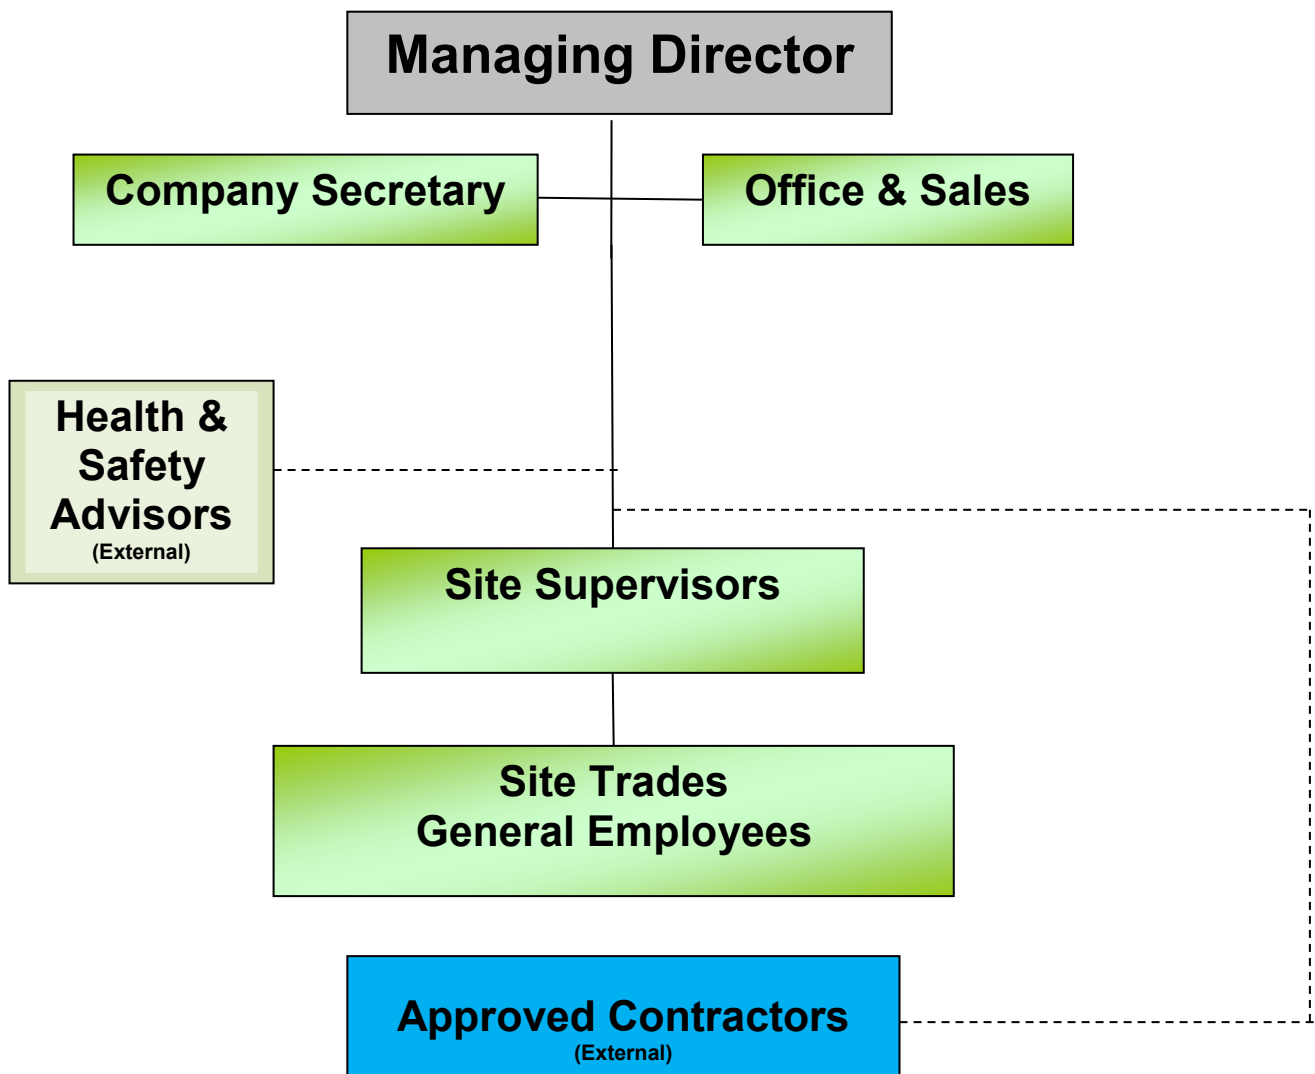 Managing Director
Company Secretary
Office & Sales
Health &
Safety
Advisors
(External)
Site Supervisors
Site Trades
General Employees
Approved Contractors
(External)